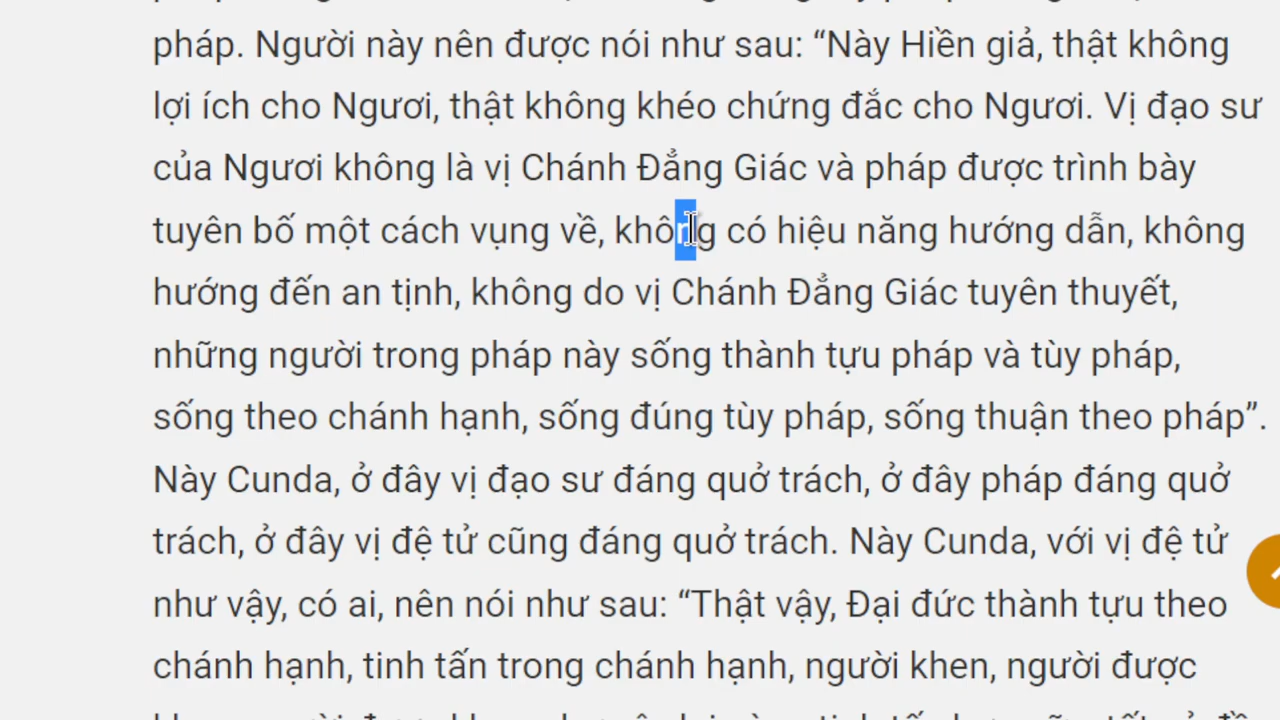 pháp. Người này nên được nói như sau: “Này Hiền giả, thật không
lợi ích cho Ngươi, thật không khéo chứng đắc cho Ngươi. Vị đạo sư
của Ngươi không là vị Chánh Đẳng Giác và pháp được trình bày
tuyên bố một cách vụng về, không có hiệu năng hướng dẫn, không
hướng đến an tịnh, không do vị Chánh Đẳng Giác tuyên thuyết,
những người trong pháp này sống thành tựu pháp và tùy pháp,
sống theo chánh hạnh, sống đúng tùy pháp, sống thuận theo pháp”.
Này Cunda, ở đây vị đạo sư đáng quở trách, ở đây pháp đáng quở
trách, ở đây vị đệ tử cũng đáng quở trách. Này Cunda, với vị đệ tử
như vậy, có ai, nên nói như sau: “Thật vậy, Đại đức thành tựu theo
chánh hạnh, tinh tấn trong chánh hạnh, người khen, người được